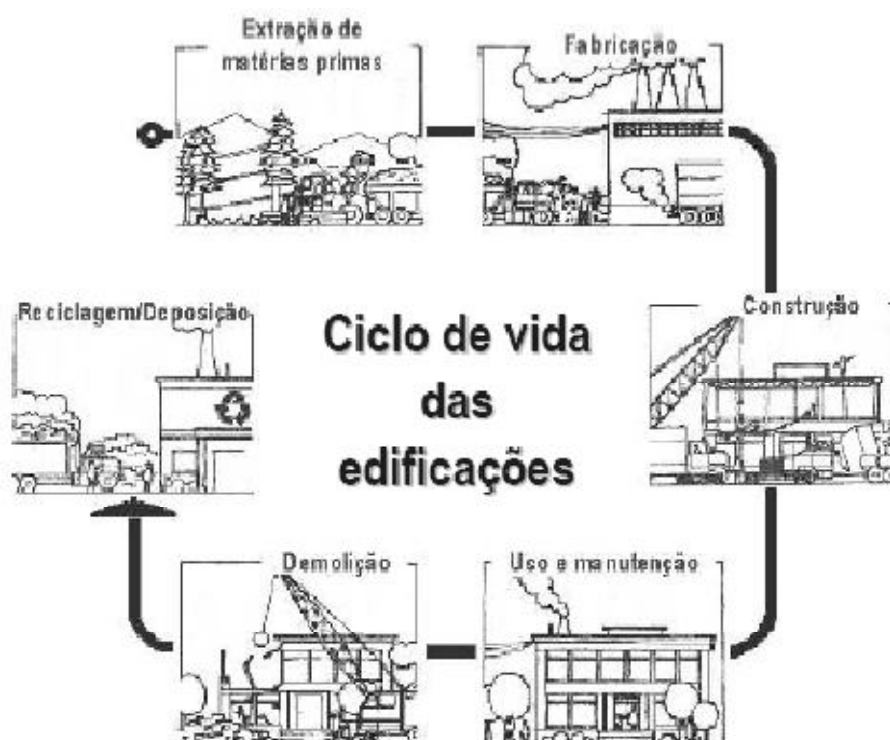 Extração de
matérias primas
Fabricação
Construção
Uso e manutenção
Demolição
Reciclagem/Deposição
Ciclo de vida
das
edificações